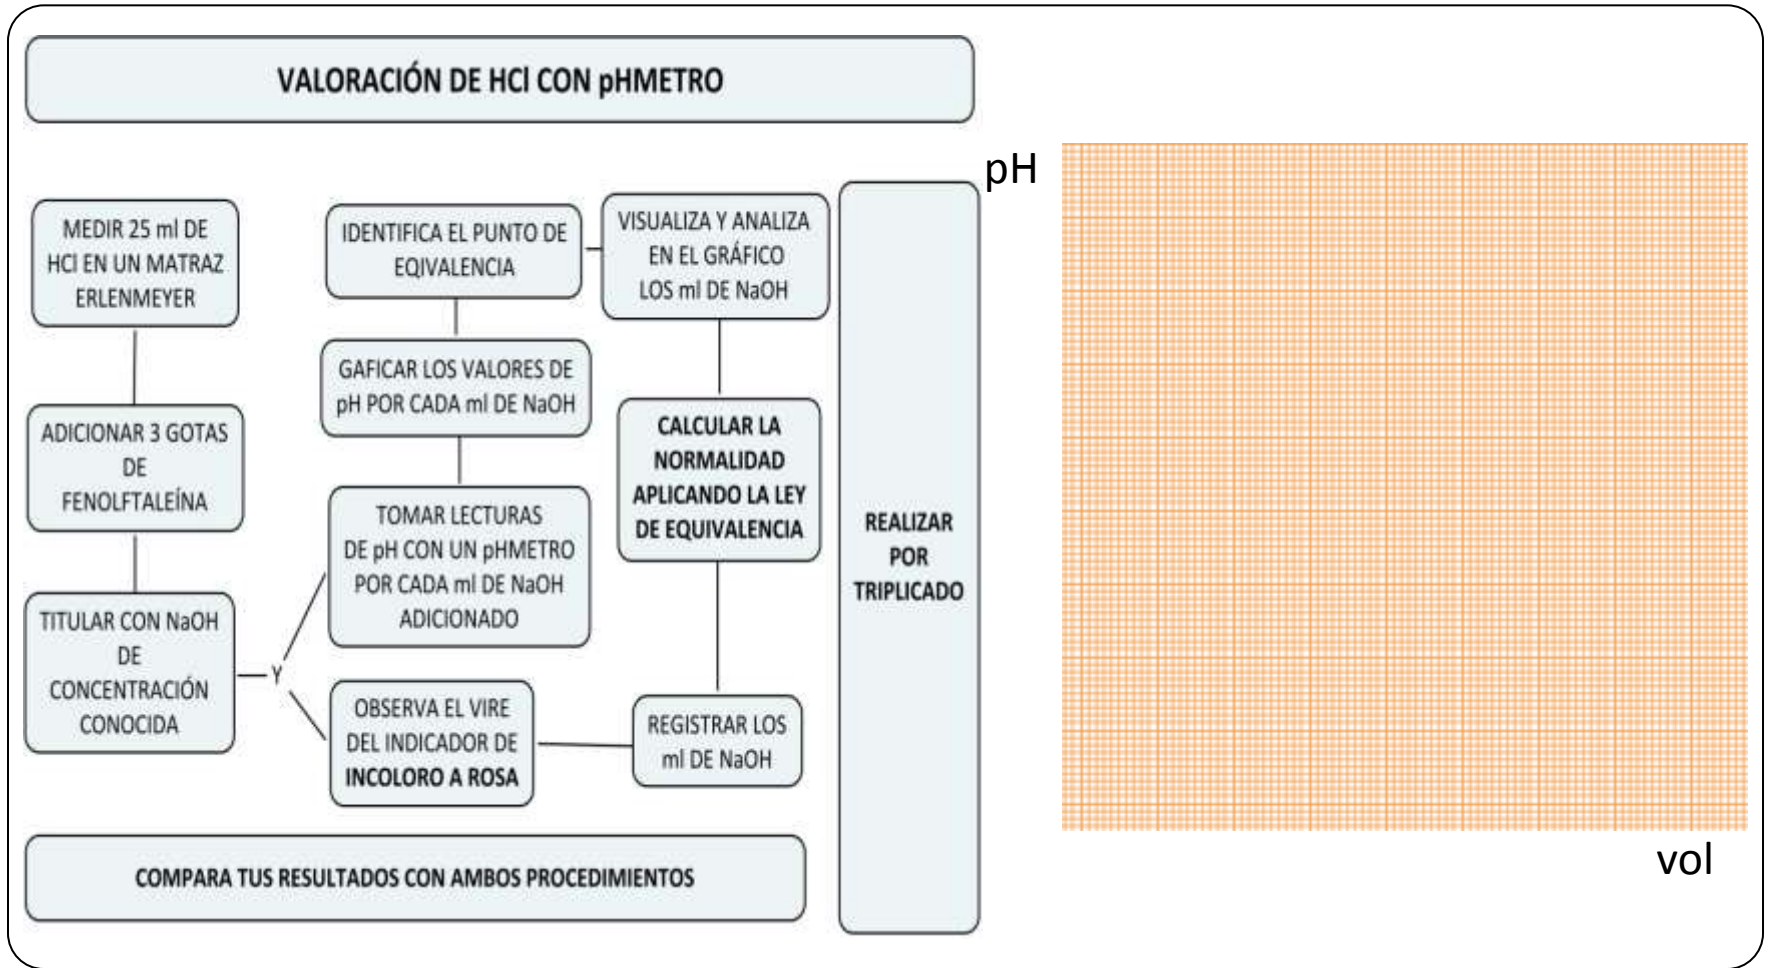 VALORACIÓN DE HCl CON pHMETRO
MEDIR 25 ml DE
HCl EN UN MATRAZ
ERLENMEYER
ADICIONAR 3 GOTAS
DE
FENOLFTALEÍNA
TITULAR CON NaOH
DE
CONCENTRACIÓN
CONOCIDA
Y
IDENTIFICA EL PUNTO DE
EQIVALENCIA
GAFICAR LOS VALORES DE
pH POR CADA ml DE NaOH
TOMAR LECTURAS
DE pH CON UN pHMETRO
POR CADA ml DE NaOH
ADICIONADO
OBSERVA EL VIRE
DEL INDICADOR DE
INCOLORO A ROSA
VISUALIZA Y ANALIZA
EN EL GRÁFICO
LOS ml DE NaOH
CALCULAR LA
NORMALIDAD
APLICANDO LA LEY
DE EQUIVALENCIA
REGISTRAR LOS
ml DE NaOH
REALIZAR
POR
TRIPLICADO
COMPARA TUS RESULTADOS CON AMBOS PROCEDIMIENTOS
pH
vol